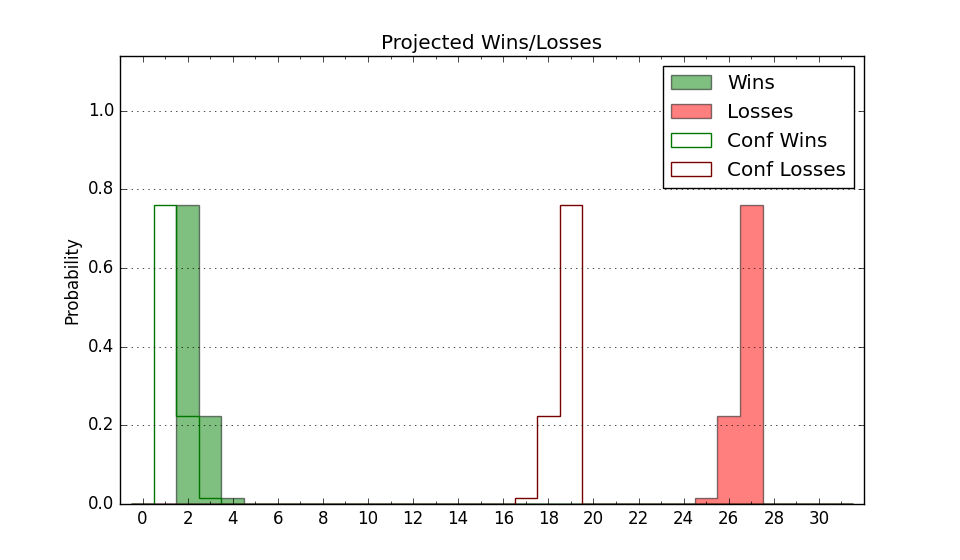 Projected Wins/Losses
Wins
Losses
Conf Wins
Conf Losses
Probability
1.0
0.8
0.6
0.4
0.2
0.0
0 2 4 6 8 10 12 14 16 18 20 22 24 26 28 30